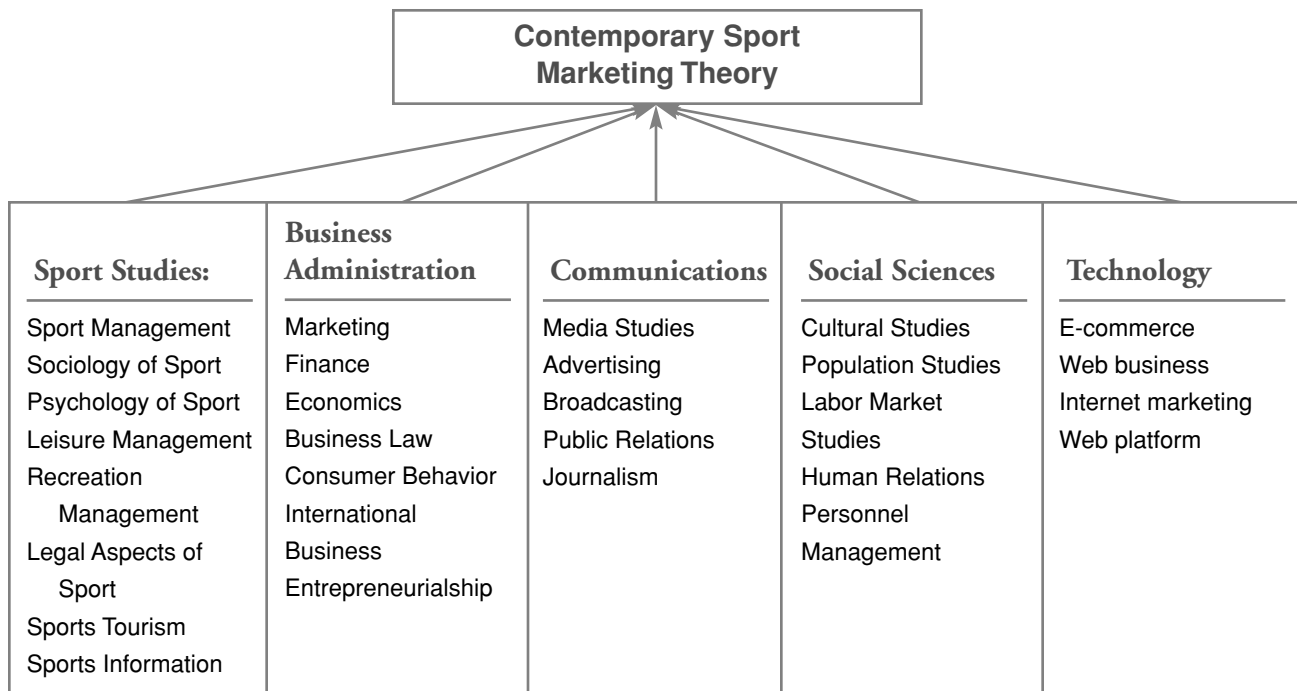 Contemporary Sport
Marketing Theory
Sport Studies:
Sport Management
Sociology of Sport
Psychology of Sport
Leisure Management
Recreation
Management
Legal Aspects of
Sport
Sports Tourism
Sports Information
Business
Administration
Marketing
Finance
Economics
Business Law
Consumer Behavior
International
Business
Entrepreneurialship
Communications
Media Studies
Advertising
Broadcasting
Public Relations
Journalism
Social Sciences
Cultural Studies
Population Studies
Labor Market
Studies
Human Relations
Personnel
Management
Technology
E-commerce
Web business
Internet marketing
Web platform